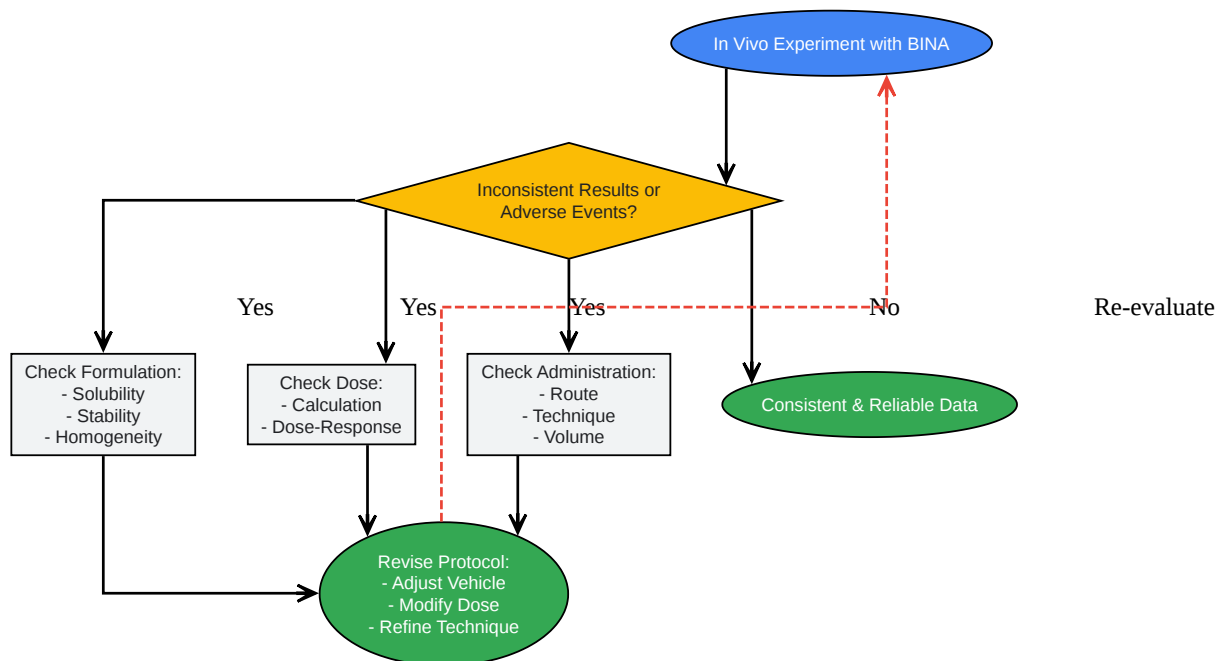 In Vivo Experiment with BINA
Inconsistent Results or
Adverse Events?
Yes
Yes
Yes
No
Re-evaluate
Check Formulation:
- Solubility
- Stability
- Homogeneity
Check Dose:
- Calculation
- Dose-Response
Check Administration:
- Route
- Technique
- Volume
Consistent & Reliable Data
Revise Protocol:
- Adjust Vehicle
- Modify Dose
- Refine Technique